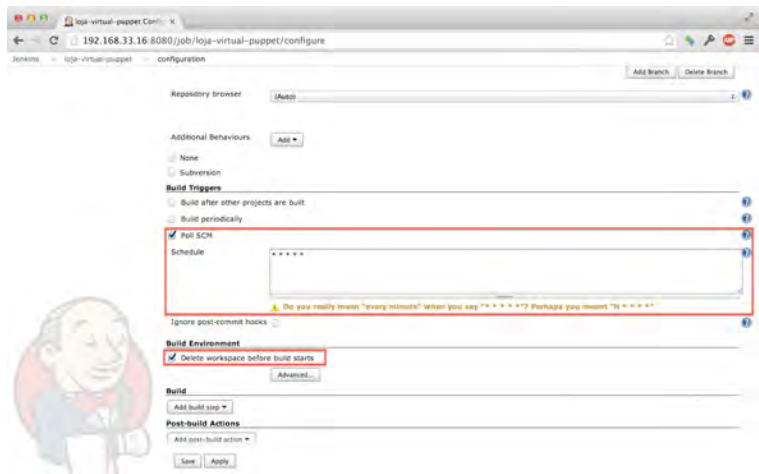 loja-virtual-puppet Confi
192.168.33.16:8080/job/loja-virtual-puppet/configure
Jenkins loja-virtual-puppet configuration
Add Branch Delete Branch
Repository browser (Auto)
Additional Behaviours Add
None
Subversion
Build Triggers
Build after other projects are built
Build periodically
Poll SCM
Schedule * * * * *
Do you really mean "every minute" when you say "* * * * *"? Perhaps you meant "H * * * *"
Ignore post-commit hooks
Build Environment
Delete workspace before build starts
Advanced...
Build
Add build step
Post-build Actions
Add post-build action
Save Apply